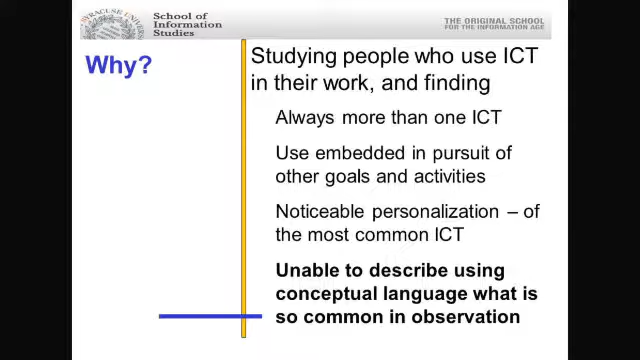 SYRACUSE UNIVERSITY
School of
Information
Studies
THE ORIGINAL SCHOOL
FOR THE INFORMATION AGE
Why?
Studying people who use ICT
in their work, and finding
Always more than one ICT
Use embedded in pursuit of
other goals and activities
Noticeable personalization – of
the most common ICT
Unable to describe using
conceptual language what is
so common in observation